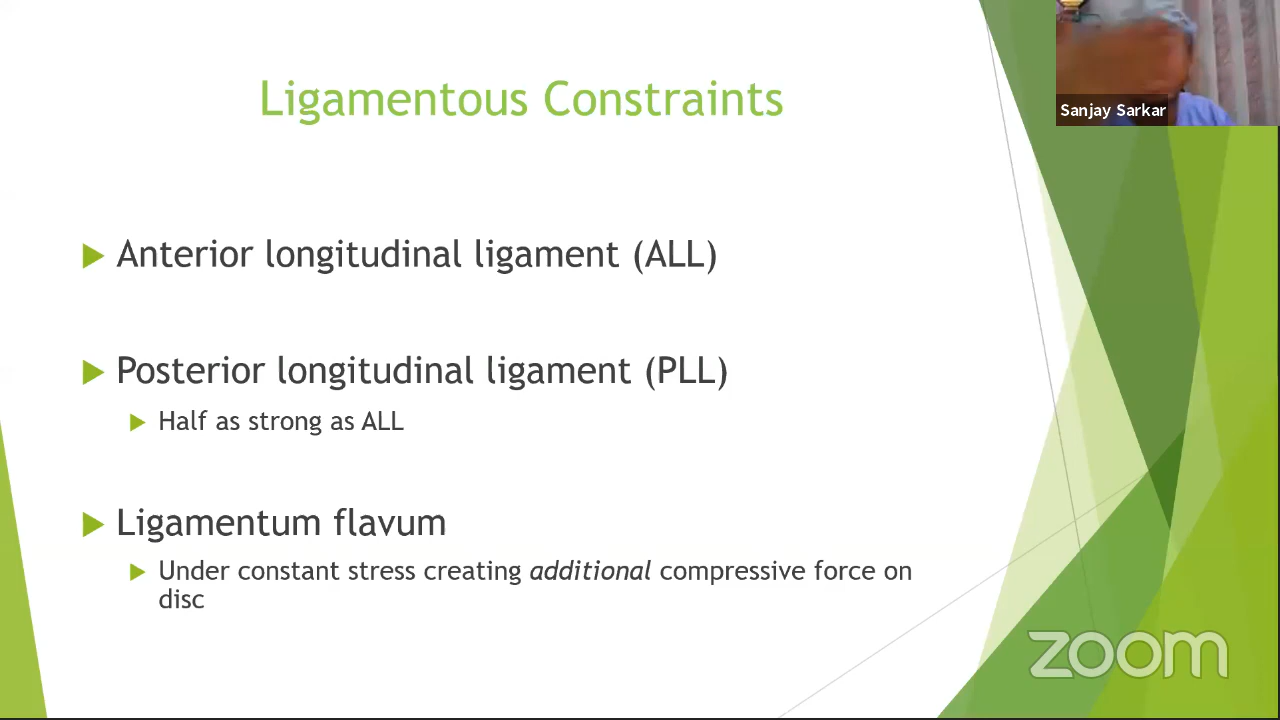 Ligamentous Constraints
Sanjay Sarkar
Anterior longitudinal ligament (ALL)
Posterior longitudinal ligament (PLL)
Half as strong as ALL
Ligamentum flavum
Under constant stress creating additional compressive force on
disc
zoom